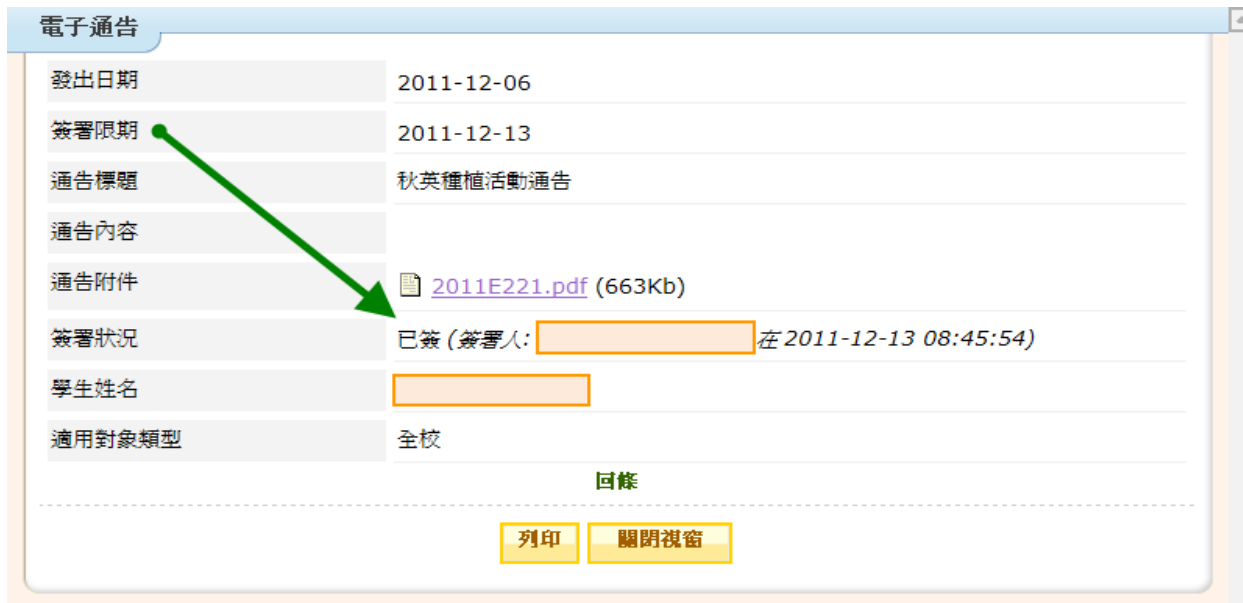 電子通告
發出日期 2011-12-06
簽署限期 2011-12-13
通告標題 秋英種植活動通告
通告內容
通告附件 2011E221.pdf (663Kb)
簽署狀況 已簽 (簽署人: 在 2011-12-13 08:45:54)
學生姓名
適用對象類型 全校
回條
列印 關閉視窗